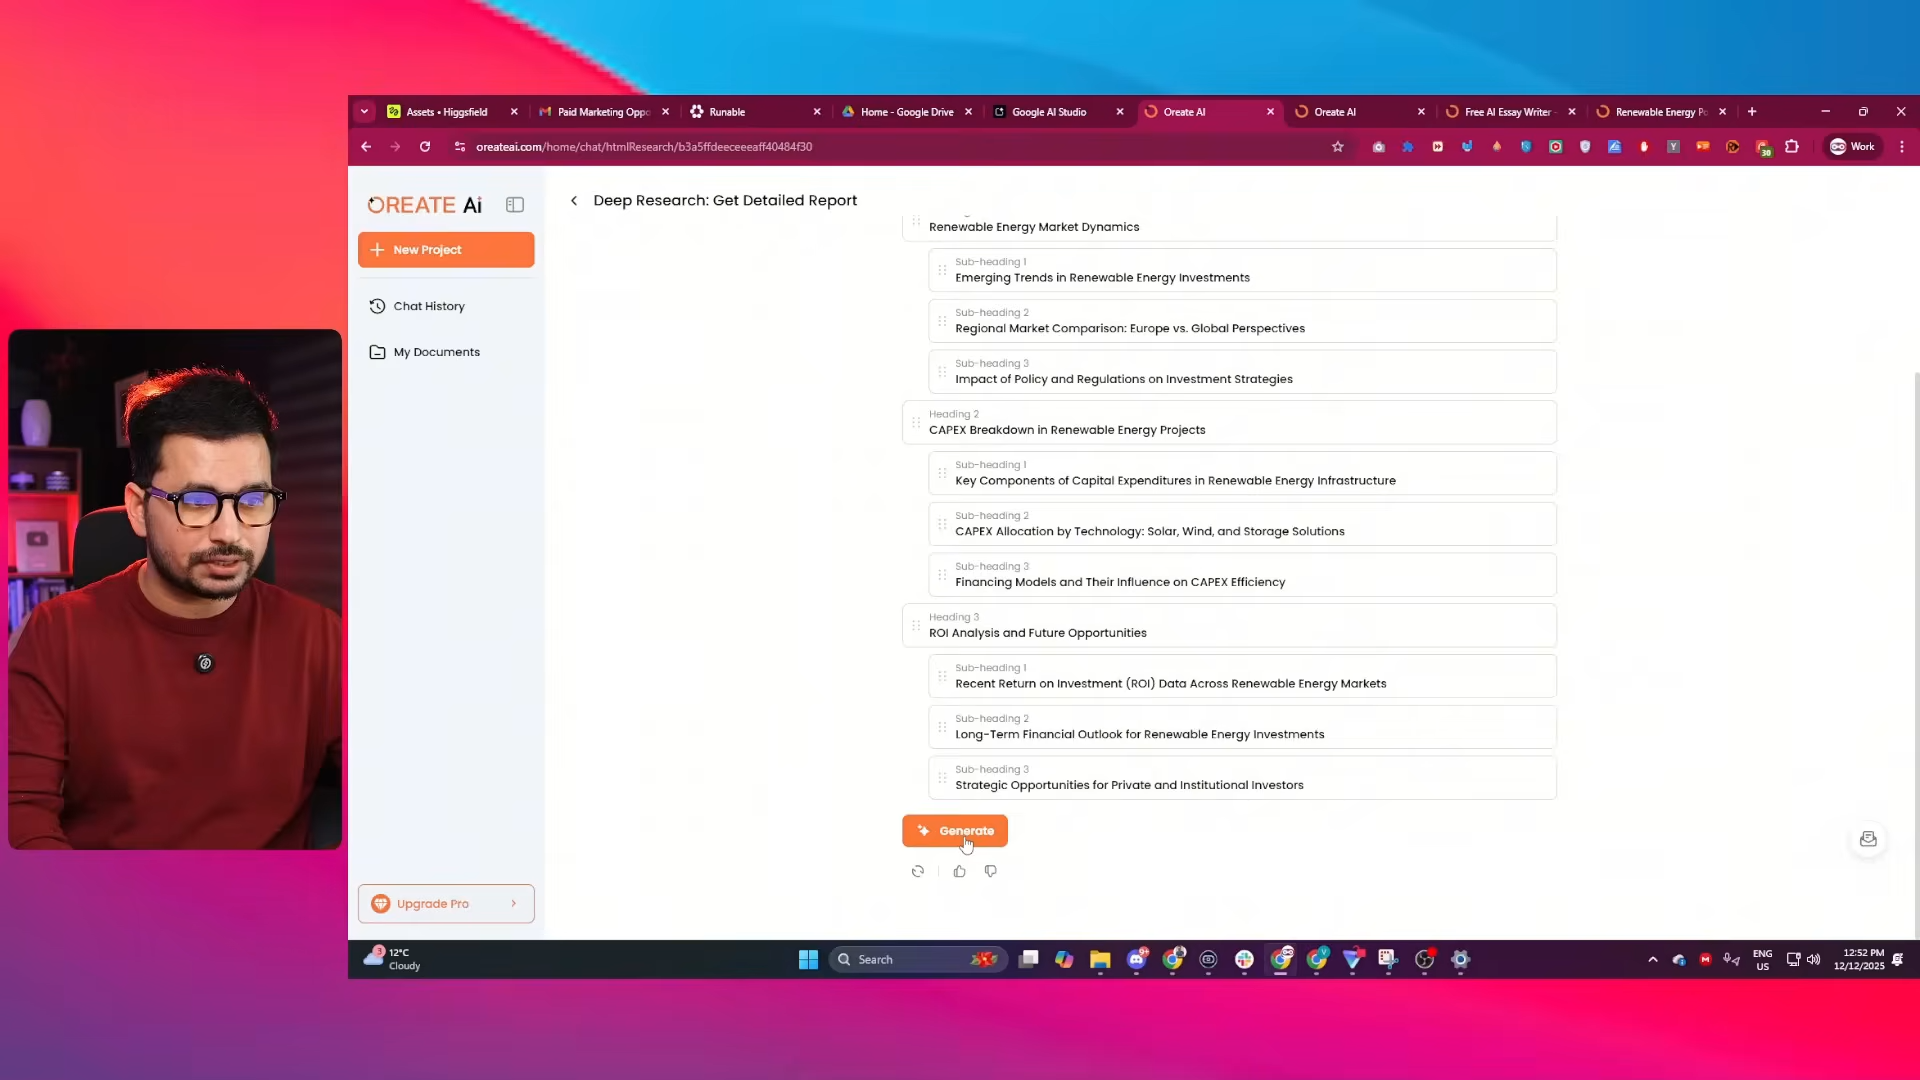 Assets • Higgsfield
Paid Marketing Oppo
Runable
Home - Google Drive
Google AI Studio
Oreate AI
Oreate AI
Free AI Essay Writer -
Renewable Energy Po
oreateai.com/home/chat/htmlResearch/b3a5ffdeeceeeaff40484f30
30
Work
OREATE Ai
Deep Research: Get Detailed Report
New Project
Chat History
My Documents
Renewable Energy Market Dynamics
Sub-heading 1
Emerging Trends in Renewable Energy Investments
Sub-heading 2
Regional Market Comparison: Europe vs. Global Perspectives
Sub-heading 3
Impact of Policy and Regulations on Investment Strategies
Heading 2
CAPEX Breakdown in Renewable Energy Projects
Sub-heading 1
Key Components of Capital Expenditures in Renewable Energy Infrastructure
Sub-heading 2
CAPEX Allocation by Technology: Solar, Wind, and Storage Solutions
Sub-heading 3
Financing Models and Their Influence on CAPEX Efficiency
Heading 3
ROI Analysis and Future Opportunities
Sub-heading 1
Recent Return on Investment (ROI) Data Across Renewable Energy Markets
Sub-heading 2
Long-Term Financial Outlook for Renewable Energy Investments
Sub-heading 3
Strategic Opportunities for Private and Institutional Investors
Generate
Upgrade Pro
3
12°C
Cloudy
Search
ENG
US
12:52 PM
12/12/2025